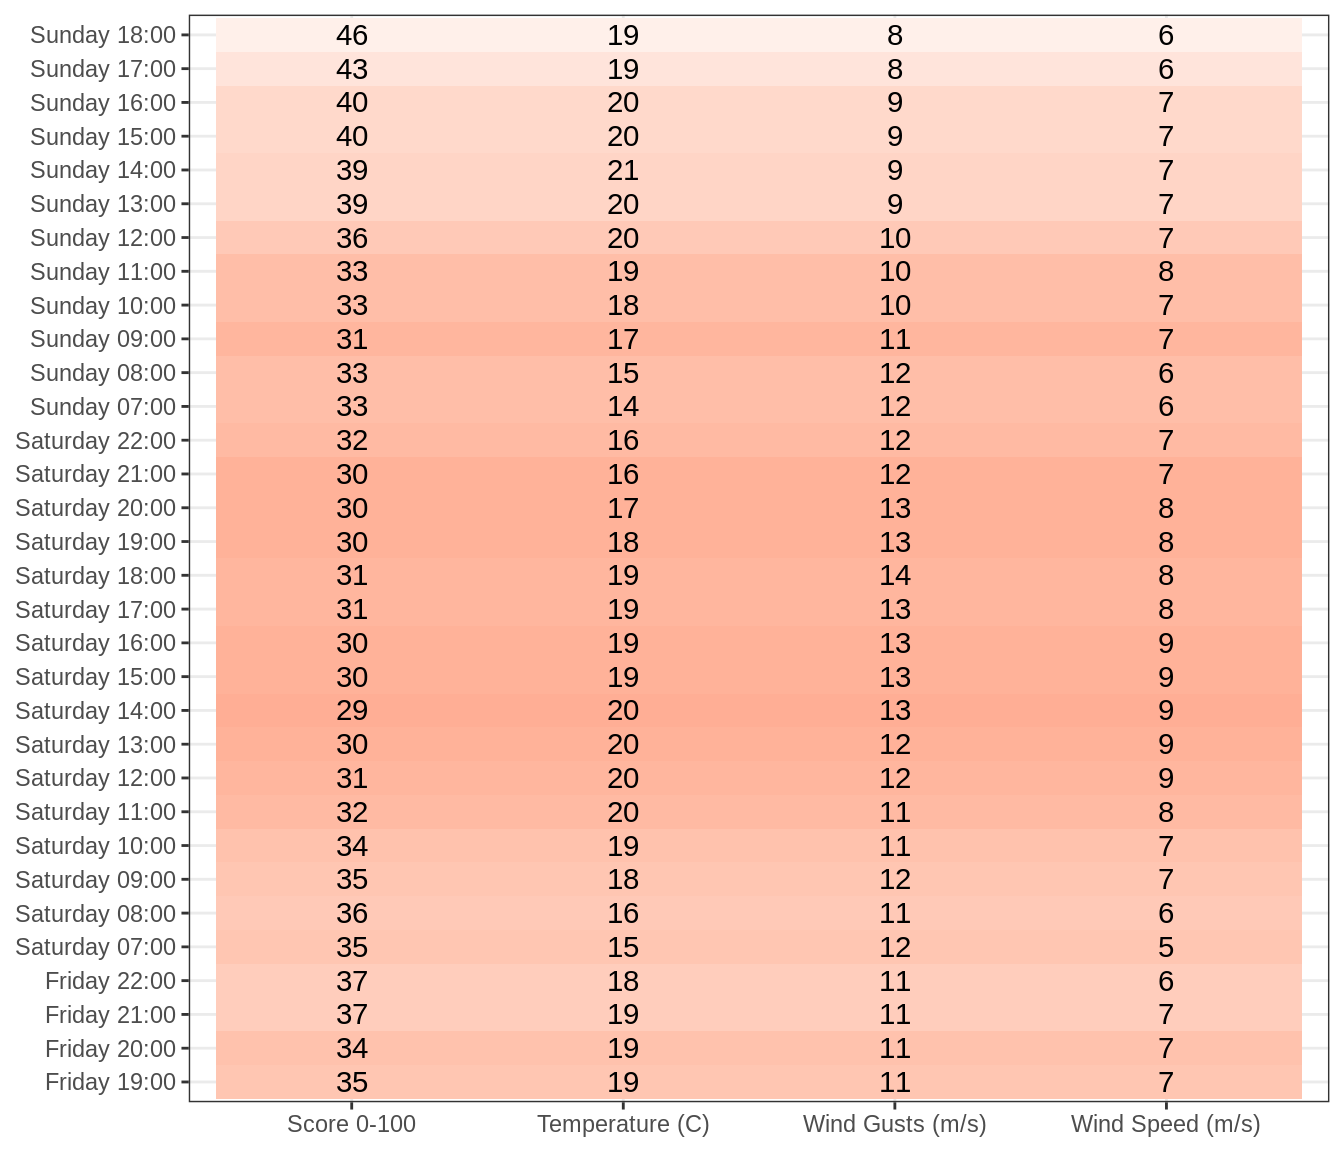 Sunday 18:00 46 19 8 6
Sunday 17:00 43 19 8 6
Sunday 16:00 40 20 9 7
Sunday 15:00 40 20 9 7
Sunday 14:00 39 21 9 7
Sunday 13:00 39 20 9 7
Sunday 12:00 36 20 10 7
Sunday 11:00 33 19 10 8
Sunday 10:00 33 18 10 7
Sunday 09:00 31 17 11 7
Sunday 08:00 33 15 12 6
Sunday 07:00 33 14 12 6
Saturday 22:00 32 16 12 7
Saturday 21:00 30 16 12 7
Saturday 20:00 30 17 13 8
Saturday 19:00 30 18 13 8
Saturday 18:00 31 19 14 8
Saturday 17:00 31 19 13 8
Saturday 16:00 30 19 13 9
Saturday 15:00 30 19 13 9
Saturday 14:00 29 20 13 9
Saturday 13:00 30 20 12 9
Saturday 12:00 31 20 12 9
Saturday 11:00 32 20 11 8
Saturday 10:00 34 19 11 7
Saturday 09:00 35 18 12 7
Saturday 08:00 36 16 11 6
Saturday 07:00 35 15 12 5
Friday 22:00 37 18 11 6
Friday 21:00 37 19 11 7
Friday 20:00 34 19 11 7
Friday 19:00 35 19 11 7
Score 0-100 Temperature (C) Wind Gusts (m/s) Wind Speed (m/s)